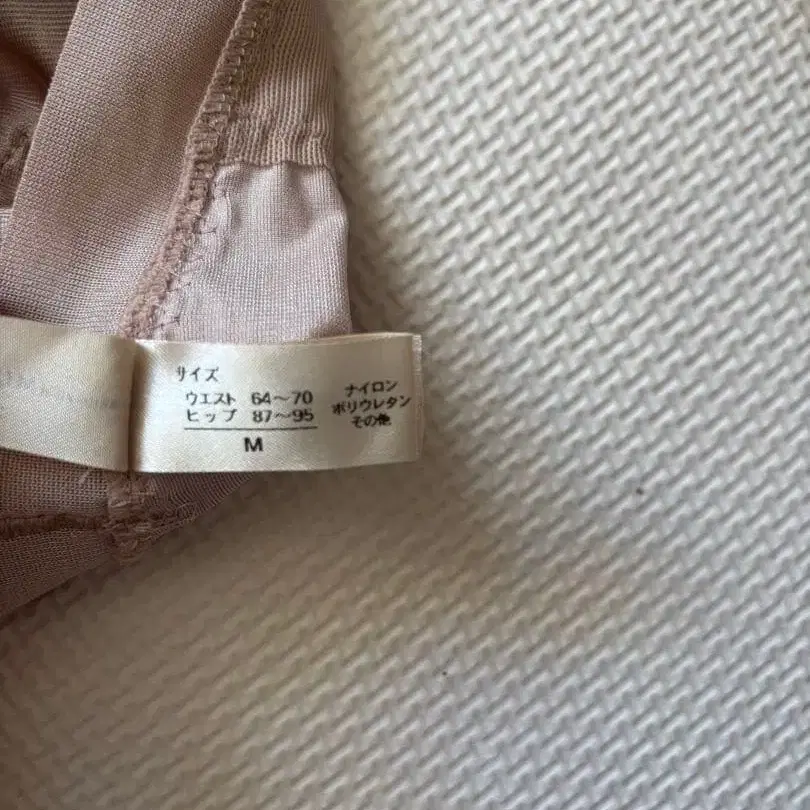 サイズ
ウエスト 64～70
ヒップ 87～95
M
ナイロン
ポリウレタン
その他